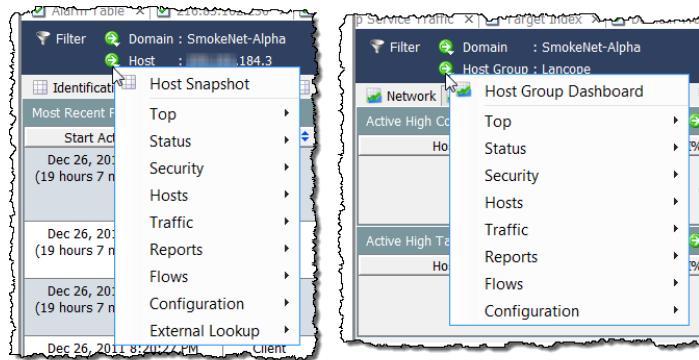 Alarm Table
Filter
Domain : SmokeNet-Alpha
Host : .184.3
Host Snapshot
Top
Status
Security
Hosts
Traffic
Reports
Flows
Configuration
External Lookup
Most Recent
Start Act
Dec 26, 201
(19 hours 7 m
Dec 26, 201
(19 hours 7 m
Dec 26, 201
(19 hours 7 m
Dec 26, 2011 8:20:27 PM Client
p Service Traffic
Target Index
Filter
Domain : SmokeNet-Alpha
Host Group : Lancope
Network
Host Group Dashboard
Active High Co
Ho
Top
Status
Security
Hosts
Traffic
Reports
Flows
Configuration
Active High Ta
Ho